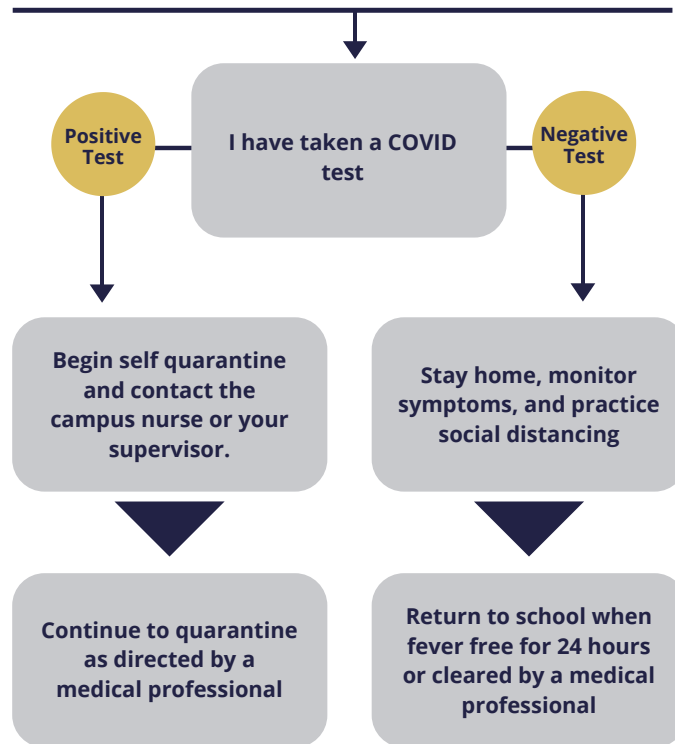 I have taken a COVID
test
Positive
Test
Negative
Test
Begin self quarantine
and contact the
campus nurse or your
supervisor.
Stay home, monitor
symptoms, and practice
social distancing
Continue to quarantine
as directed by a
medical professional
Return to school when
fever free for 24 hours
or cleared by a medical
professional